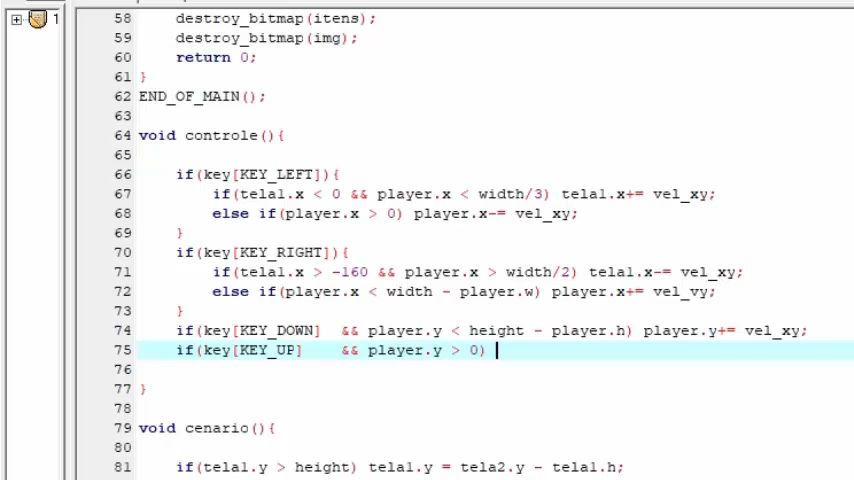 1
58 destroy_bitmap(itens);
59 destroy_bitmap(img);
60 return 0;
61 }
62 END_OF_MAIN();
63
64 void controle(){
65
66 if(key[KEY_LEFT]){
67 if(tela1.x < 0 && player.x < width/3) tela1.x+= vel_xy;
68 else if(player.x > 0) player.x-= vel_xy;
69 }
70 if(key[KEY_RIGHT]){
71 if(tela1.x > -160 && player.x > width/2) tela1.x-= vel_xy;
72 else if(player.x < width - player.w) player.x+= vel_vy;
73 }
74 if(key[KEY_DOWN] && player.y < height - player.h) player.y+= vel_xy;
75 if(key[KEY_UP] && player.y > 0)
76
77 }
78
79 void cenario(){
80
81 if(tela1.y > height) tela1.y = tela2.y - tela1.h;